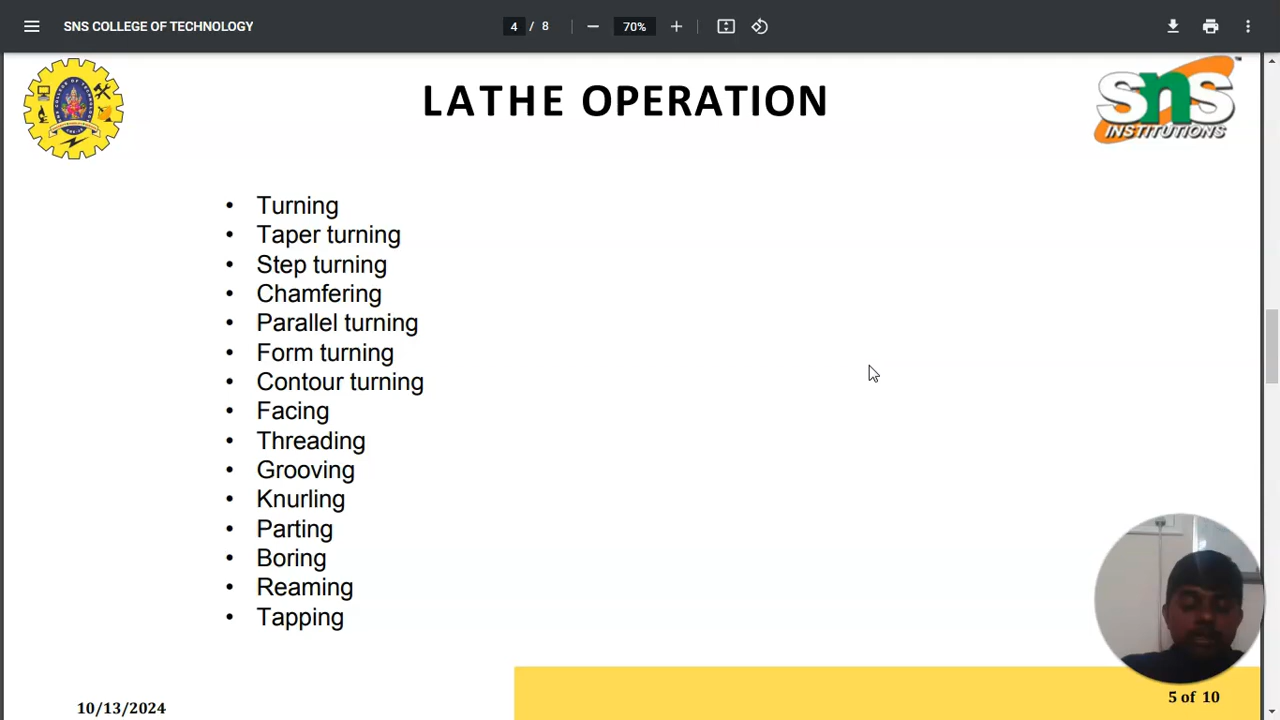 SNS COLLEGE OF TECHNOLOGY
4 / 8
70%
LATHE OPERATION
SNS
INSTITUTIONS
• Turning
• Taper turning
• Step turning
• Chamfering
• Parallel turning
• Form turning
• Contour turning
• Facing
• Threading
• Grooving
• Knurling
• Parting
• Boring
• Reaming
• Tapping
10/13/2024
5 of 10